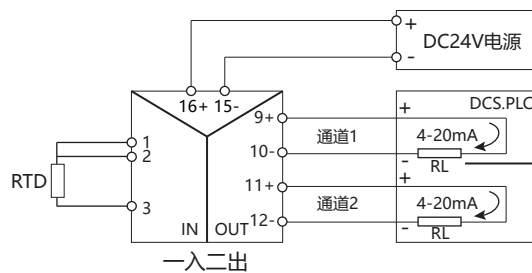 +
DC24V电源
-
16+ 15-
DCS.PLC
9+
+
通道1
4-20mA
1
2
10-
-
RL
RTD
11+
+
通道2
4-20mA
3
IN
OUT
12-
-
RL
一入二出